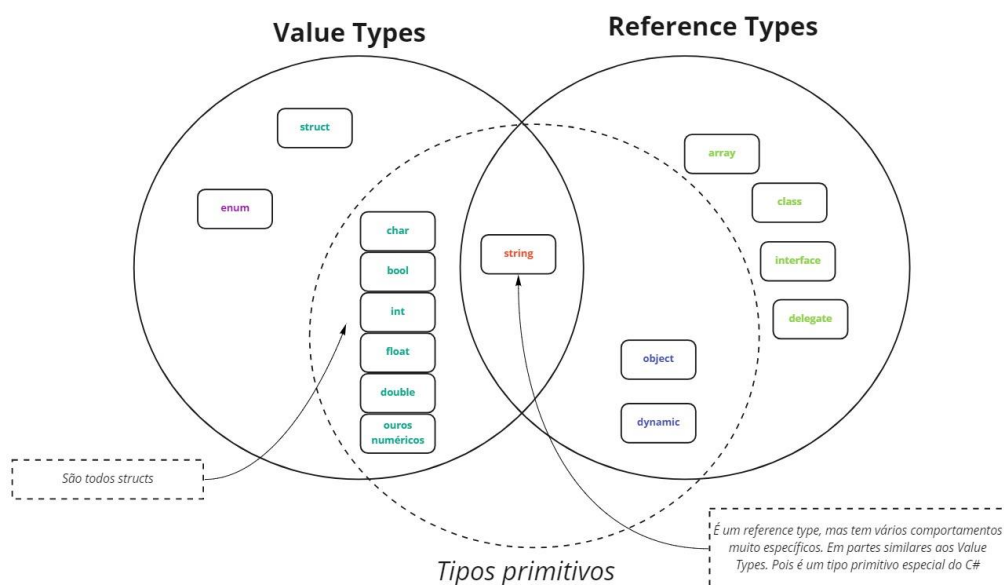 Value Types
Reference Types
struct
enum
char
bool
int
float
double
ouros
numéricos
string
array
class
interface
delegate
object
dynamic
São todos structs
É um reference type, mas tem vários comportamentos
muito específicos. Em partes similares aos Value
Types. Pois é um tipo primitivo especial do C#
Tipos primitivos